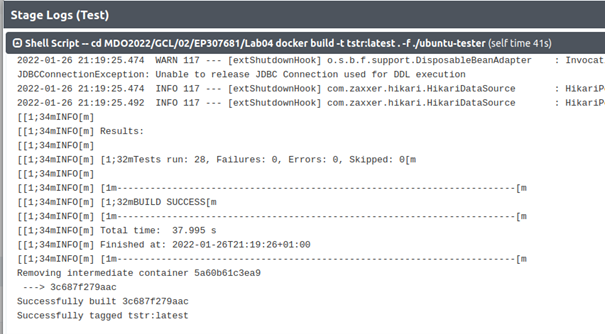 Stage Logs (Test)
Shell Script -- cd MDO2022/GCL/02/EP307681/Lab04 docker build -t tstr:latest . -f ./ubuntu-tester (self time 41s)
2022-01-26 21:19:25.474  WARN 117 --- [extShutdownHook] o.s.b.f.support.DisposableBeanAdapter    : Invocat
JDBCConnectionException: Unable to release JDBC Connection used for DDL execution
2022-01-26 21:19:25.474  INFO 117 --- [extShutdownHook] com.zaxxer.hikari.HikariDataSource       : HikariPo
2022-01-26 21:19:25.492  INFO 117 --- [extShutdownHook] com.zaxxer.hikari.HikariDataSource       : HikariPo
[[1;34mINFO[m]
[[1;34mINFO[m] Results:
[[1;34mINFO[m]
[[1;34mINFO[m] [1;32mTests run: 28, Failures: 0, Errors: 0, Skipped: 0[m
[[1;34mINFO[m]
[[1;34mINFO[m] [1m------------------------------------------------------------------------[m
[[1;34mINFO[m] [1;32mBUILD SUCCESS[m
[[1;34mINFO[m] [1m------------------------------------------------------------------------[m
[[1;34mINFO[m] Total time:  37.995 s
[[1;34mINFO[m] Finished at: 2022-01-26T21:19:26+01:00
[[1;34mINFO[m] [1m------------------------------------------------------------------------[m
Removing intermediate container 5a60b61c3ea9
---> 3c687f279aac
Successfully built 3c687f279aac
Successfully tagged tstr:latest